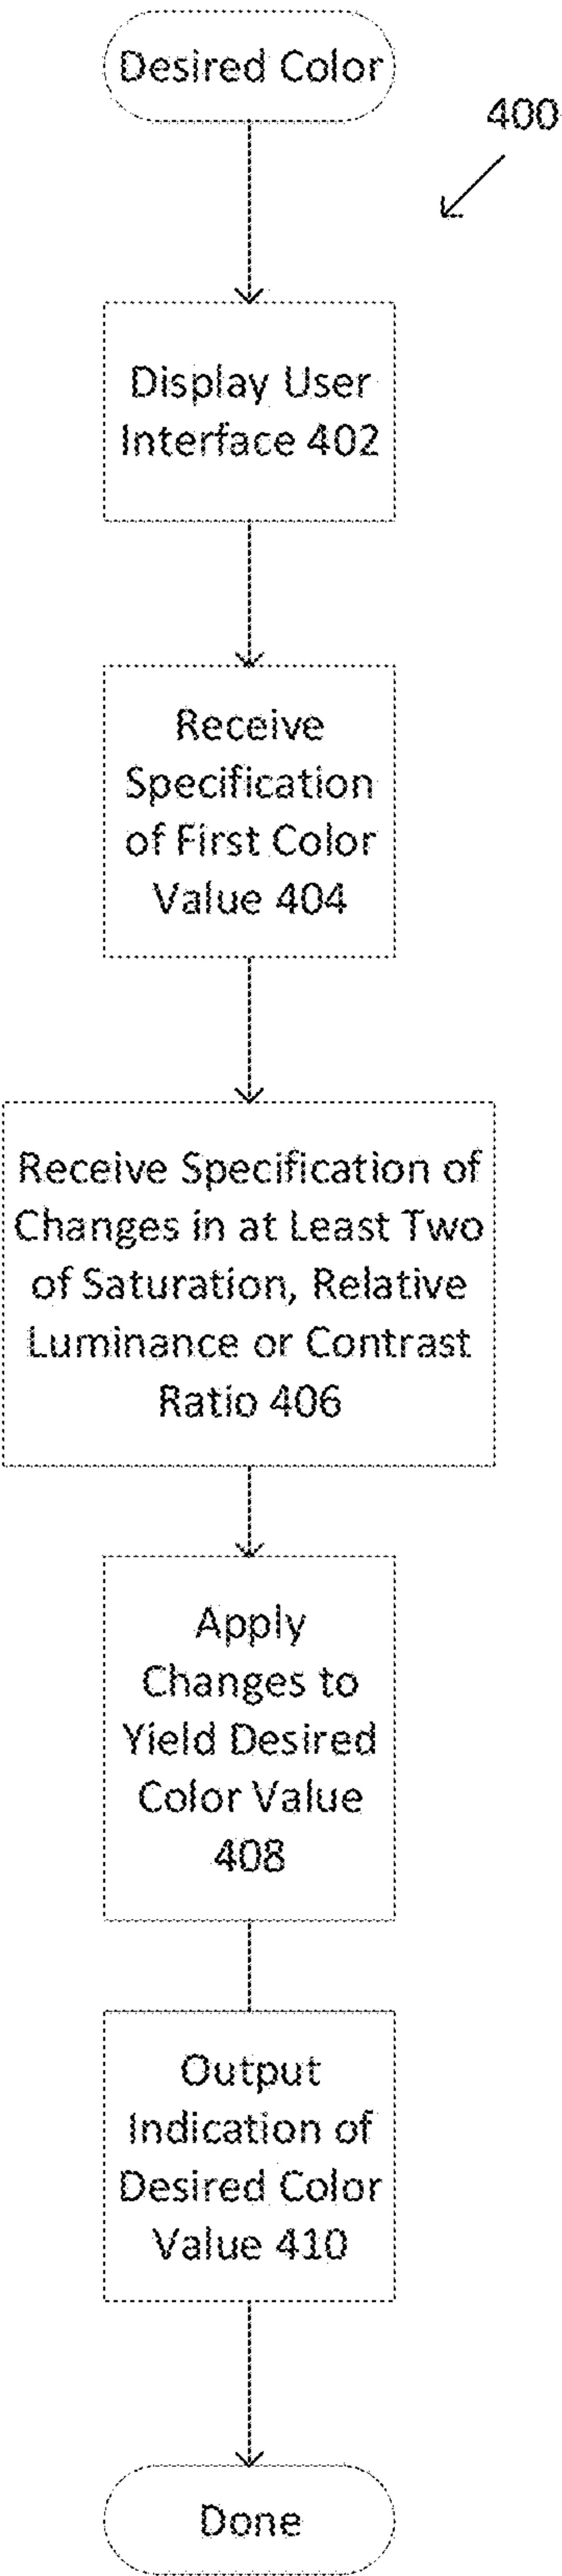 Desired Color
400
Display User
Interface 402
Receive
Specification
of First Color
Value 404
Receive Specification of
Changes in at Least Two
of Saturation, Relative
Luminance or Contrast
Ratio 406
Apply
Changes to
Yield Desired
Color Value
408
Output
Indication of
Desired Color
Value 410
Done